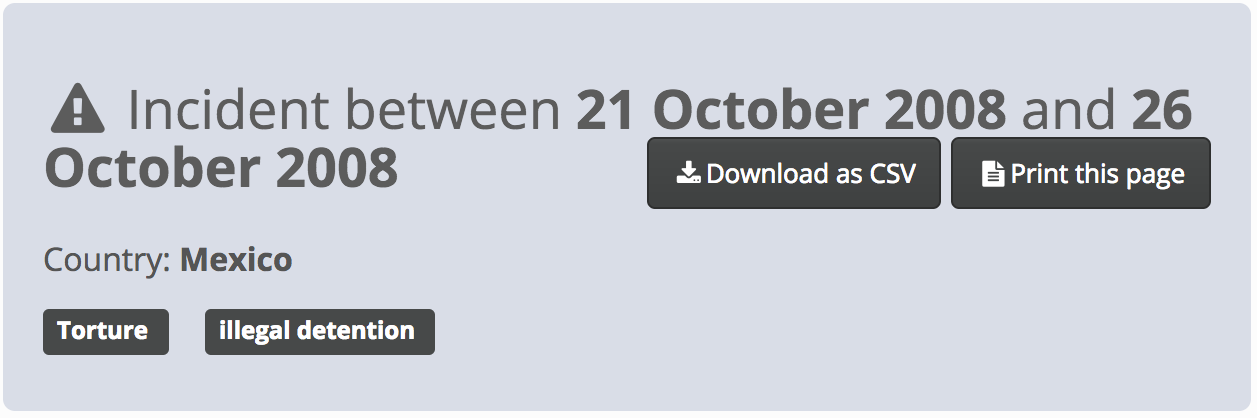 Incident between 21 October 2008 and 26
October 2008
Download as CSV
Print this page
Country: Mexico
Torture
illegal detention